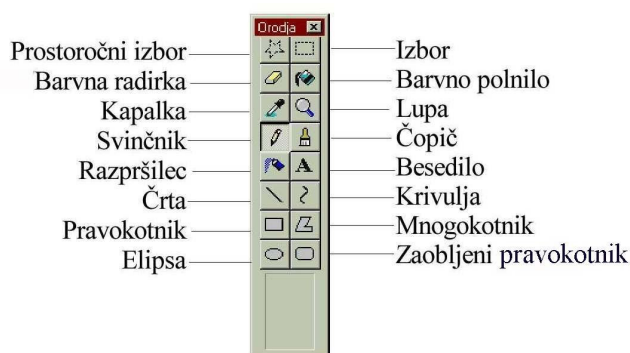 Orodja
Prostoročni izbor
Izbor
Barvna radirka
Barvno polnilo
Kapalka
Lupa
Svinčnik
Čopič
Razpršilec
Besedilo
Črta
Krivulja
Pravokotnik
Mnogokotnik
Elipsa
Zaobljeni pravokotnik